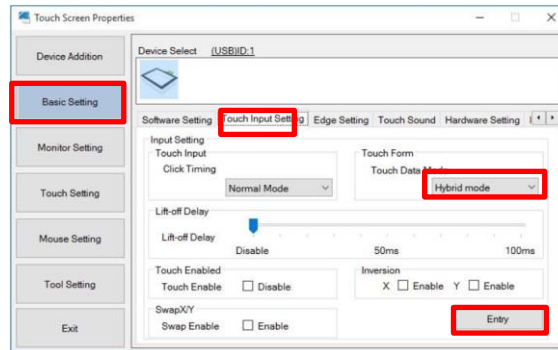 Touch Screen Properties
Device Addition
Basic Setting
Monitor Setting
Touch Setting
Mouse Setting
Tool Setting
Exit
Device Select (USB)ID:1
Software Setting Touch Input Setting Edge Setting Touch Sound Hardware Setting
Input Setting
Touch Input
Click Timing
Normal Mode
Touch Form
Touch Data Mode
Hybrid mode
Lift-off Delay
Lift-off Delay
Disable 50ms 100ms
Touch Enabled
Touch Enable Disable
Inversion
X Enable Y Enable
SwapX/Y
Swap Enable Enable
Entry